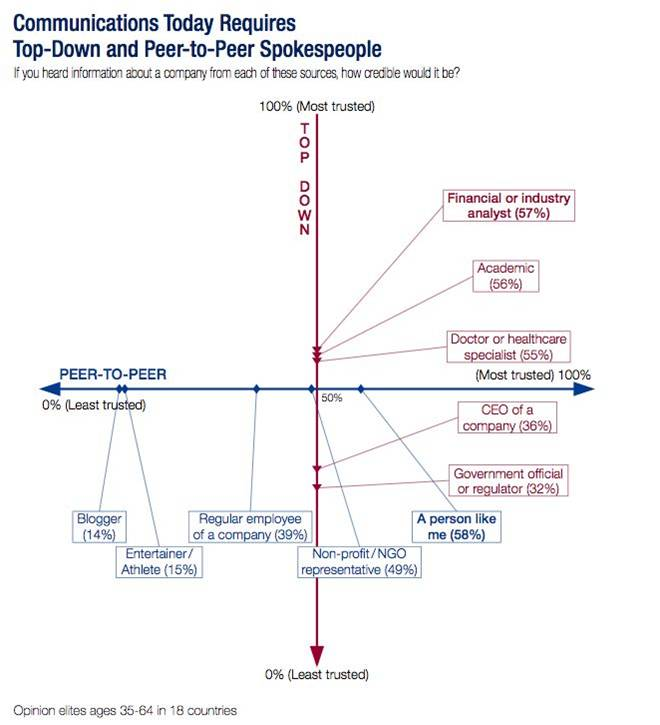 Communications Today Requires
Top-Down and Peer-to-Peer Spokespeople
If you heard information about a company from each of these sources, how credible would it be?
100% (Most trusted)
TOP DOWN
Financial or industry
analyst (57%)
Academic
(56%)
Doctor or healthcare
specialist (55%)
PEER-TO-PEER
(Most trusted) 100%
0% (Least trusted)
50%
CEO of a
company (36%)
Government official
or regulator (32%)
Blogger
(14%)
Regular employee
of a company (39%)
A person like
me (58%)
Entertainer/
Athlete (15%)
Non-profit/NGO
representative (49%)
0% (Least trusted)
Opinion elites ages 35-64 in 18 countries